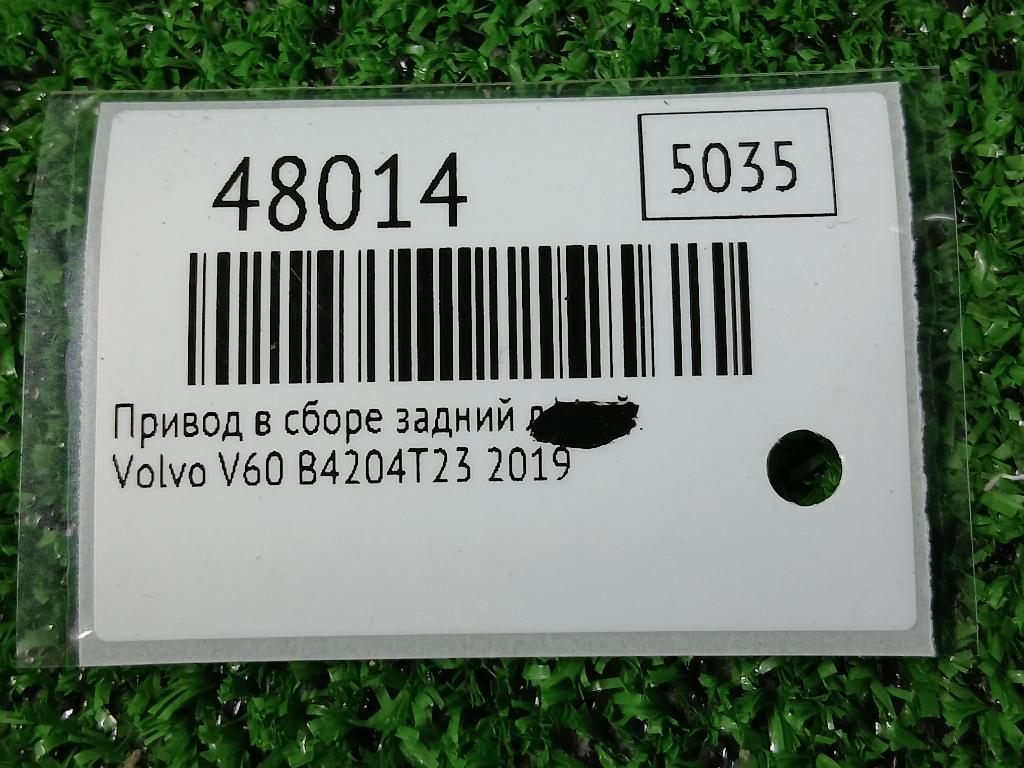 48014
5035
Привод в сборе задний
Volvo V60 B4204T23 2019